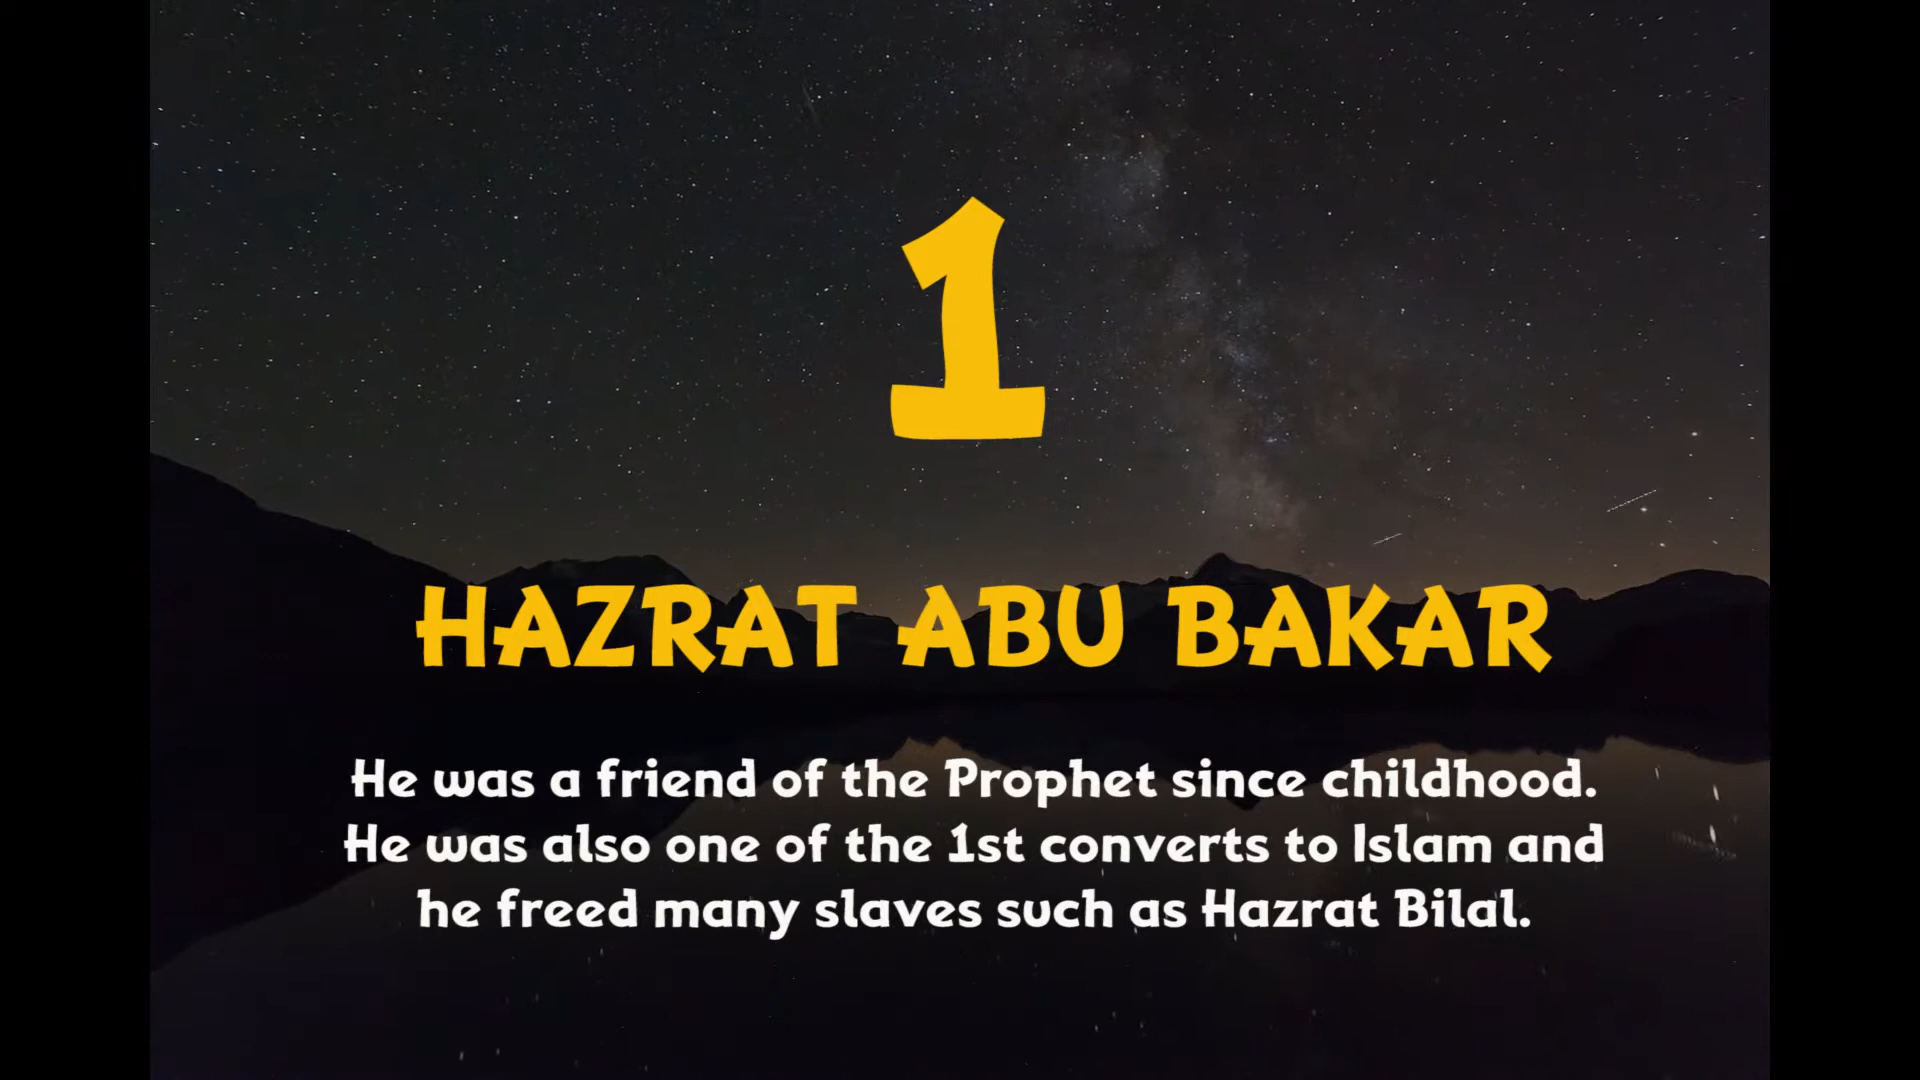 1
HAZRAT ABU BAKAR
He was a friend of the Prophet since childhood.
He was also one of the 1st converts to Islam and
he freed many slaves such as Hazrat Bilal.